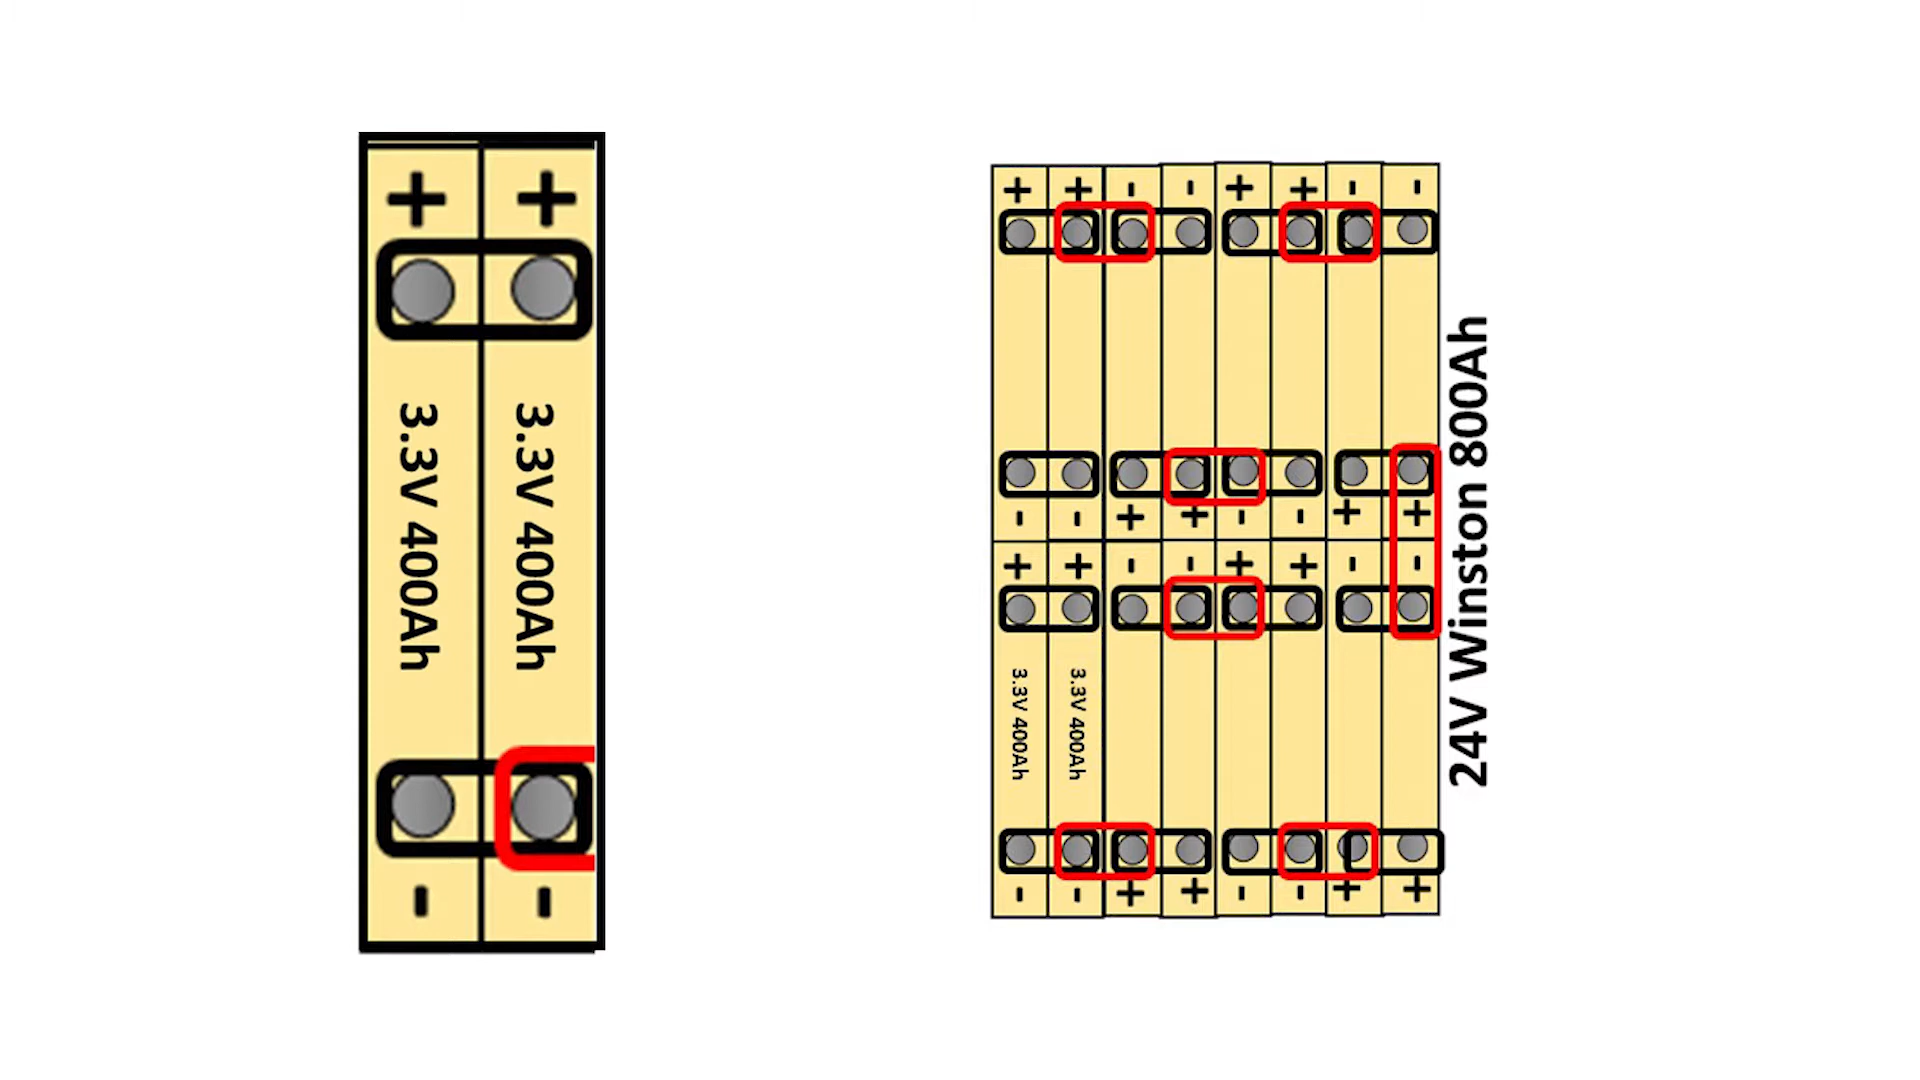 + +
3.3V 400Ah
3.3V 400Ah
- -
+ + - - + + - -
- - + + - - + +
+ + - - + + - -
3.3V 400Ah
3.3V 400Ah
- - + + - - + +
24V Winston 800Ah